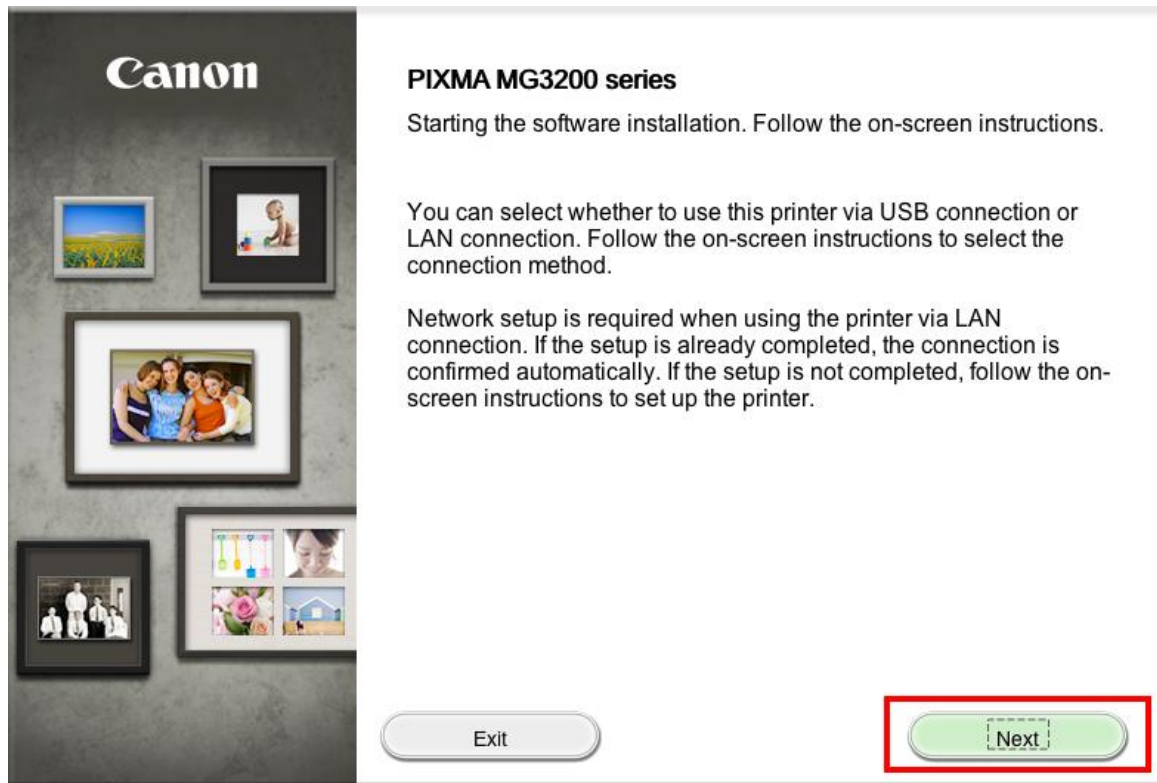 Canon
PIXMA MG3200 series
Starting the software installation. Follow the on-screen instructions.
You can select whether to use this printer via USB connection or
LAN connection. Follow the on-screen instructions to select the
connection method.
Network setup is required when using the printer via LAN
connection. If the setup is already completed, the connection is
confirmed automatically. If the setup is not completed, follow the on-
screen instructions to set up the printer.
Exit
Next